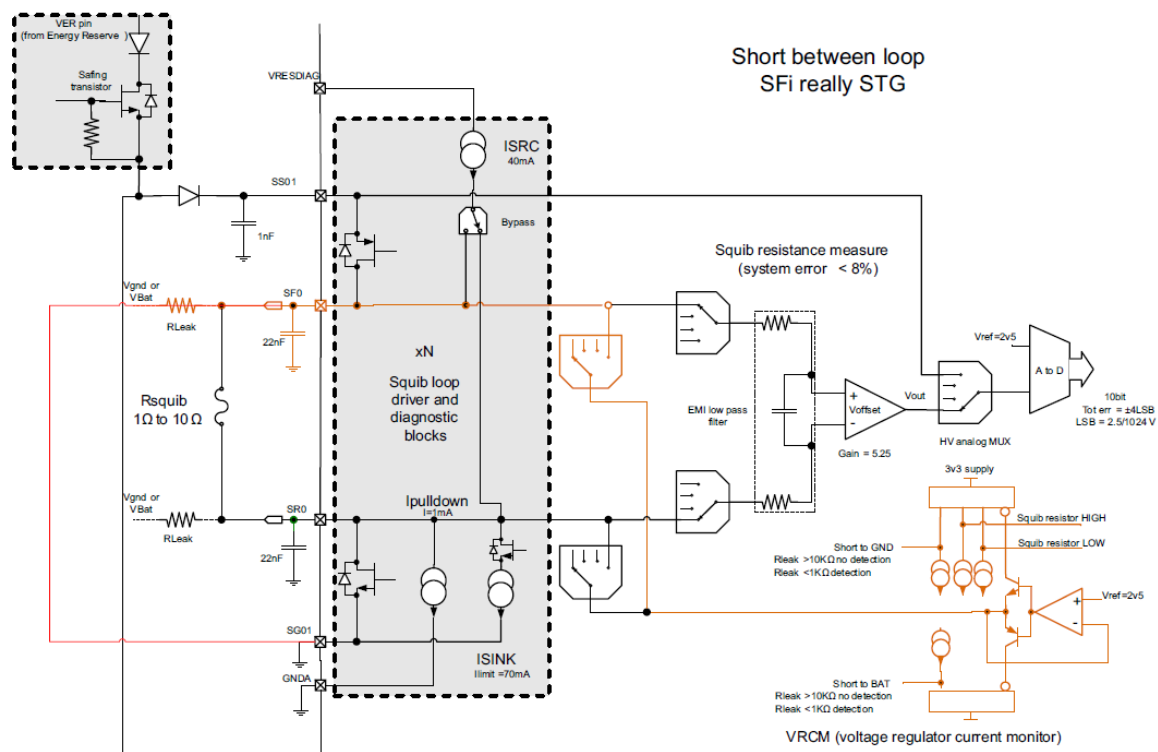 VER pin
(from Energy Reserve )
Safing
transistor
VRESDIAG
Short between loop
SFi really STG
ISRC
40mA
SS01
1nF
Bypass
Squib resistance measure
(system error < 8%)
Vgnd or
VBat
RLeak
SF0
22nF
Vref=2v5
A to D
xN
Squib loop
driver and
diagnostic
blocks
Rsquib
1Ω to 10 Ω
EMI low pass
filter
+
Voffset
-
Vout
Gain = 5.25
HV analog MUX
10bit
Tot err = ±4LSB
LSB = 2.5/1024 V
3v3 supply
Vgnd or
VBat
RLeak
SR0
22nF
Ipulldown
I=1mA
Squib resistor HIGH
Squib resistor LOW
Short to GND
Rleak >10KΩ no detection
Rleak <1KΩ detection
+
-
Vref=2v5
SG01
GNDA
ISINK
Ilimit =70mA
Short to BAT
Rleak >10KΩ no detection
Rleak <1KΩ detection
VRCM (voltage regulator current monitor)